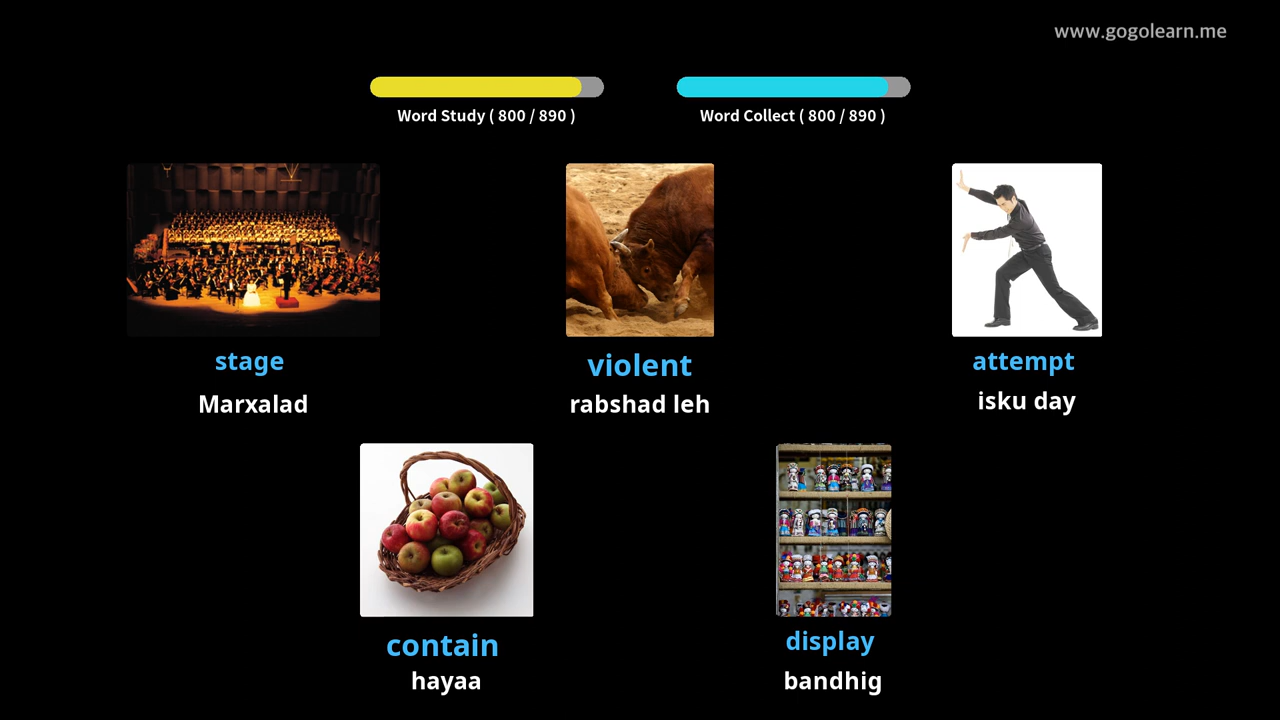 www.gogolearn.me
Word Study ( 800 / 890 )
Word Collect ( 800 / 890 )
stage
Marxalad
violent
rabshad leh
attempt
isku day
contain
hayaa
display
bandhig